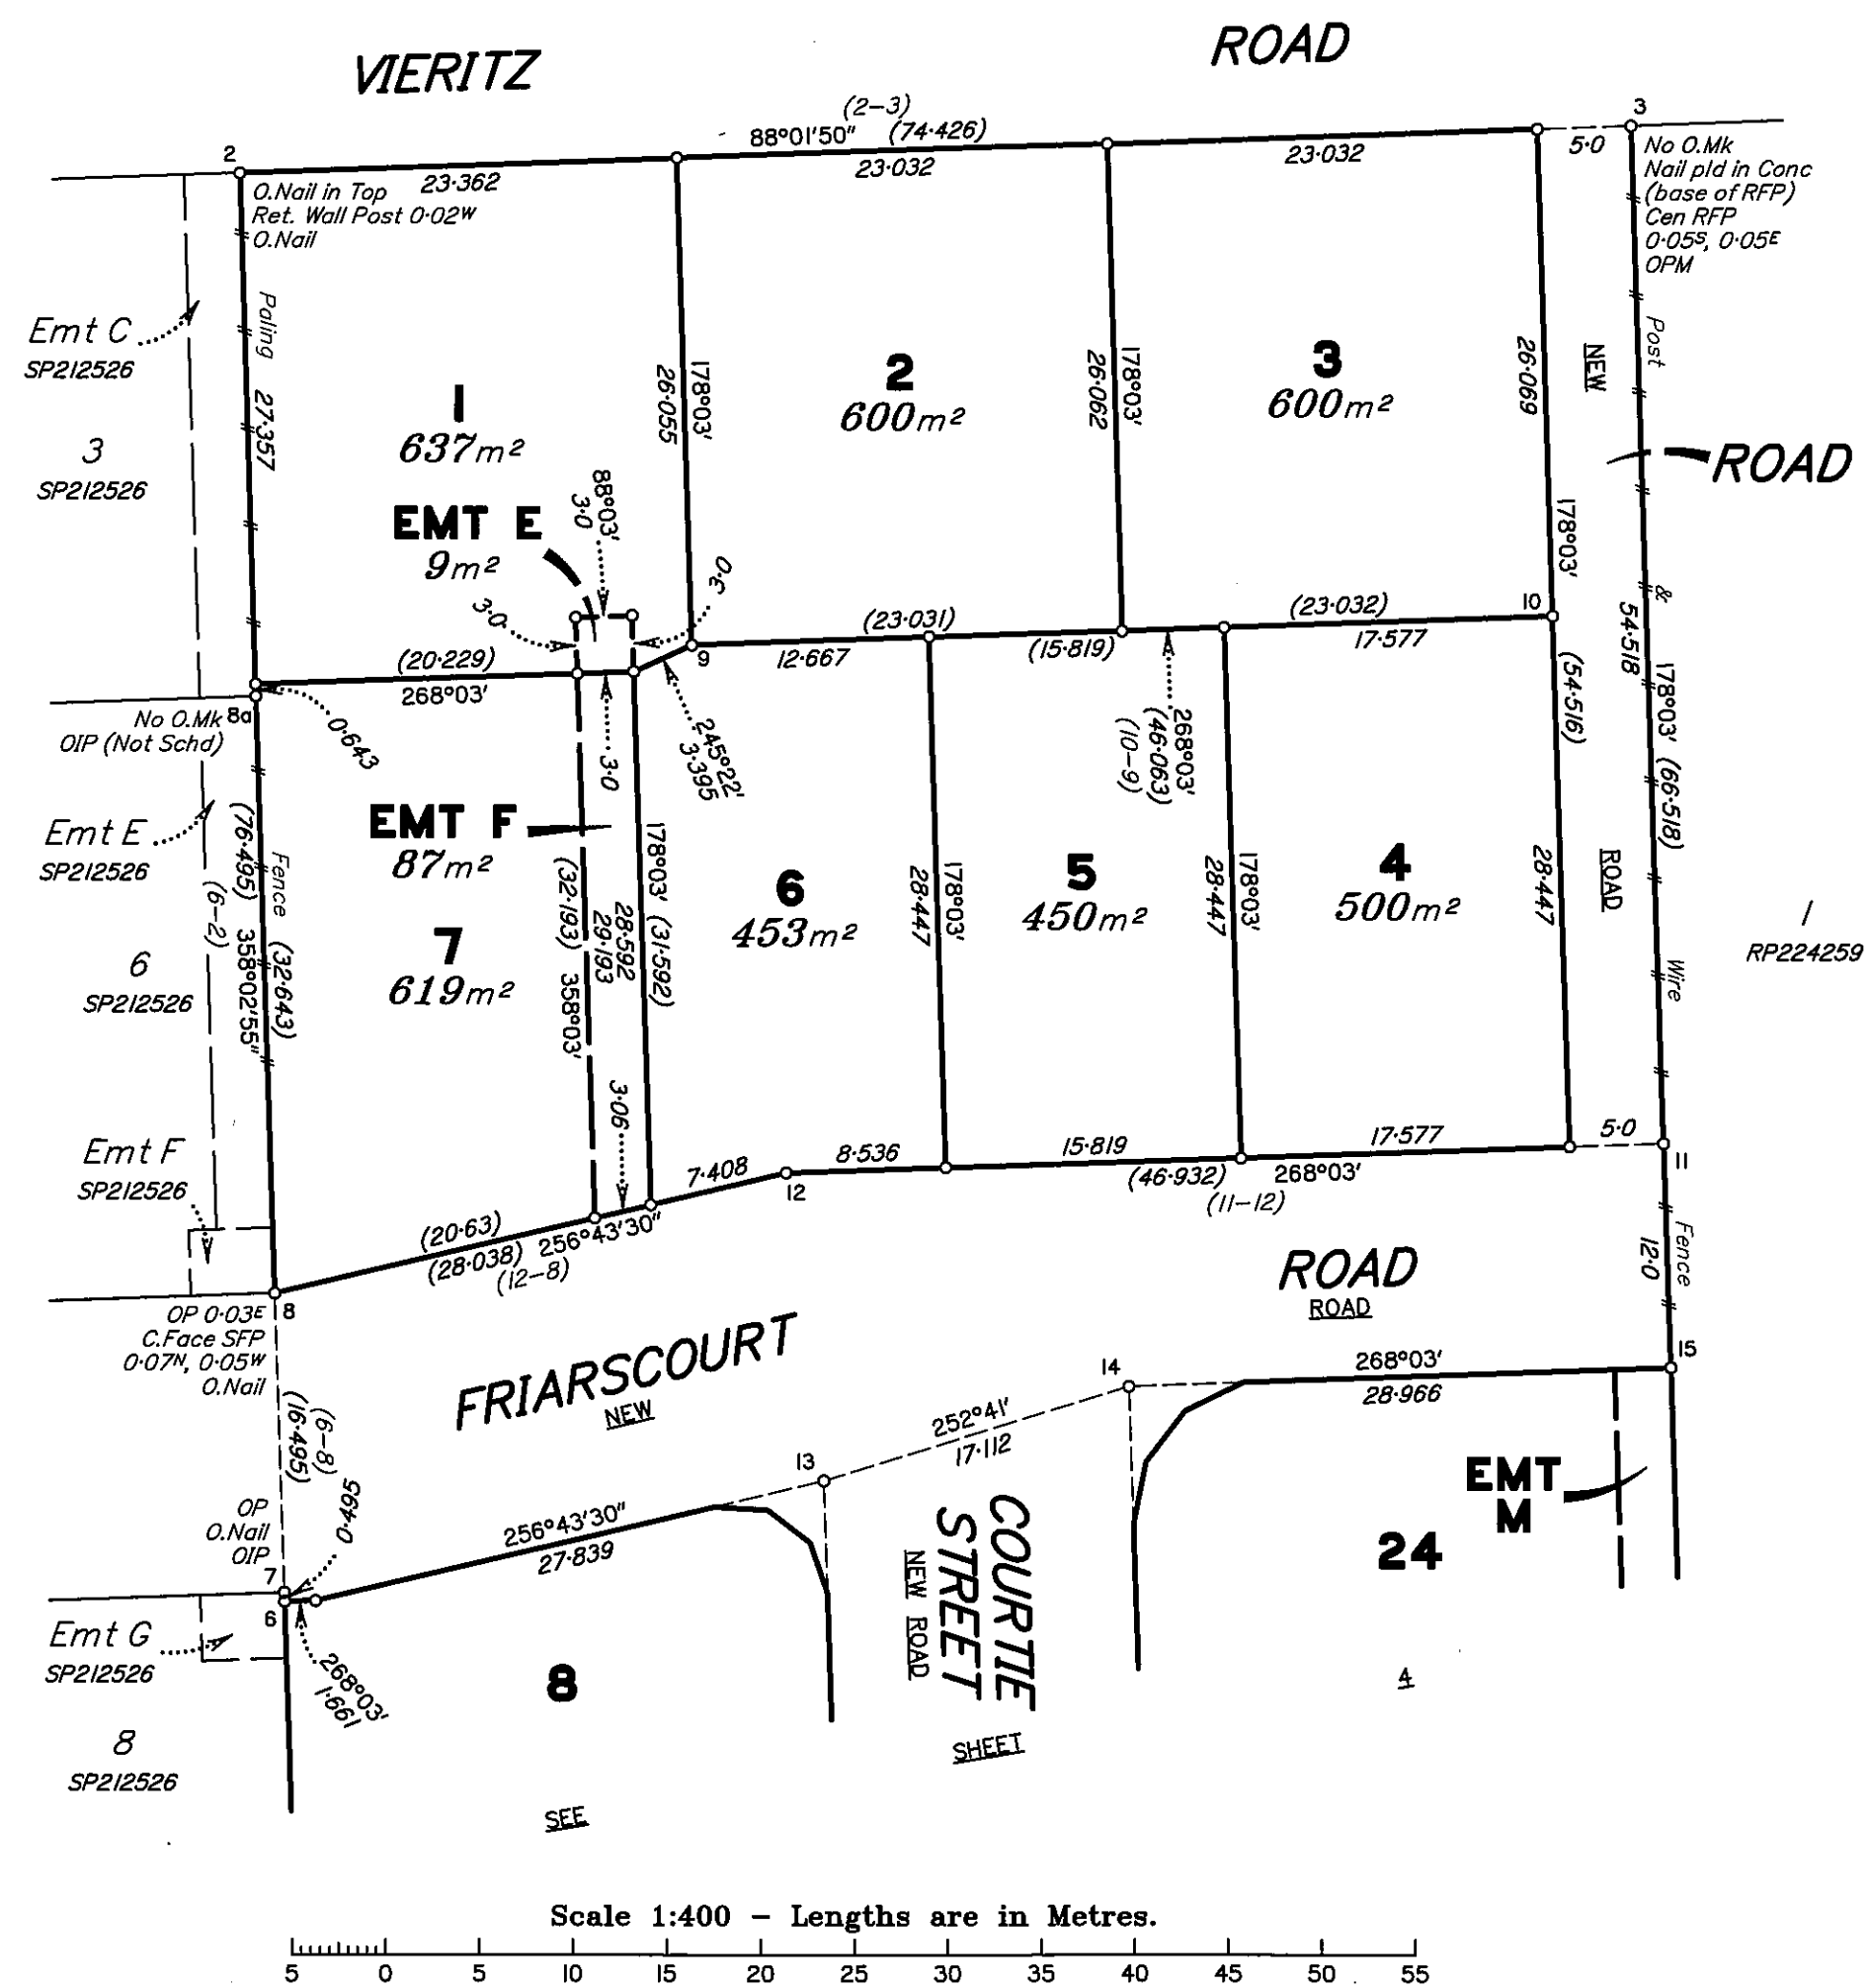 VIERITZ
ROAD
(2-3)
88°01'50" (74·426)
2
3
23·362
23·032
23·032
5·0
O.Nail in Top
Ret. Wall Post 0·02W
O.Nail
No O.Mk
Nail pld in Conc
(base of RFP)
Cen RFP
0·05S, 0·05E
OPM
Emt C
SP212526
3
SP212526
Paling 27·357
1
637m²
178°03'
26·055
2
600m²
178°03'
26·062
3
600m²
26·069
178°03'
NEW
ROAD
Post & Wire Fence
54·518
178°03' (66·518)
EMT E
9m²
88°03'
3·0
3·0
3·0
(20·229)
268°03'
9
(23·031)
12·667
(15·819)
(23·032)
17·577
10
No O.Mk 8a
OIP (Not Schd)
0·643
3·0
245°22'
3·395
268°03'
(46·063)
(10-9)
(54·516)
Emt E
SP212526
(6-2)
(76·495) 358°02'55"
Fence (32·643)
EMT F
87m²
7
619m²
(32·193) 358°03'
29·193
28·592
178°03' (31·592)
3·06
6
453m²
178°03'
28·447
5
450m²
178°03'
28·447
4
500m²
28·447
ROAD
1
RP224259
6
SP212526
Emt F
SP212526
7·408
12
8·536
15·819
17·577
5·0
11
(46·932) 268°03'
(11-12)
(20·63)
(28·038) 256°43'30"
(12-8)
8
OP 0·03E
C.Face SFP
0·07N, 0·05W
O.Nail
12·0
ROAD
ROAD
FRIARSCOURT
NEW
(6-8)
(16·495)
0·495
OP
O.Nail
OIP
7
6
13
14
15
252°41'
17·112
268°03'
28·966
256°43'30"
27·839
EMT
M
24
COURTIE
STREET
NEW ROAD
Emt G
SP212526
268°03'
1·661
8
8
SP212526
4
SHEET
SEE
Scale 1:400 - Lengths are in Metres.
5 0 5 10 15 20 25 30 35 40 45 50 55